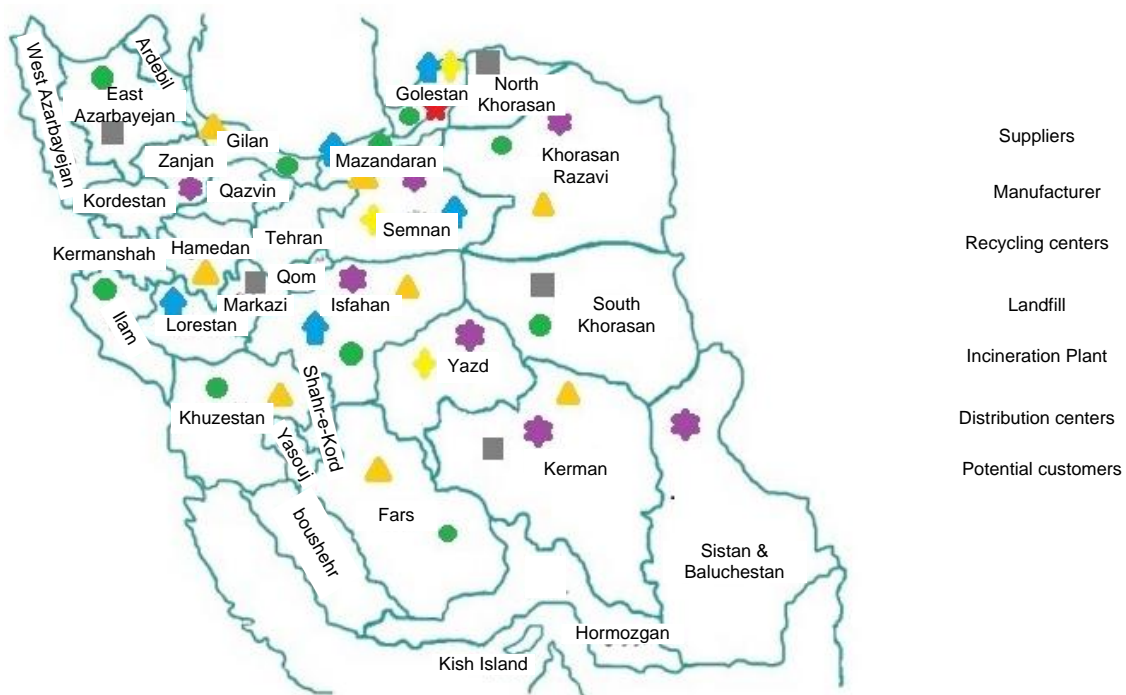 West Azarbayejan
Ardebil
East
Azarbayejan
Gilan
Zanjan
Qazvin
Kordestan
Golestan
North
Khorasan
Mazandaran
Khorasan
Razavi
Semnan
Tehran
Hamedan
Kermanshah
Qom
Markazi
Isfahan
Lorestan
Ilam
South
Khorasan
Yazd
Shahr-e-Kord
Khuzestan
Yasouj
Kerman
Fars
boushehr
Sistan &
Baluchestan
Hormozgan
Kish Island
Suppliers
Manufacturer
Recycling centers
Landfill
Incineration Plant
Distribution centers
Potential customers